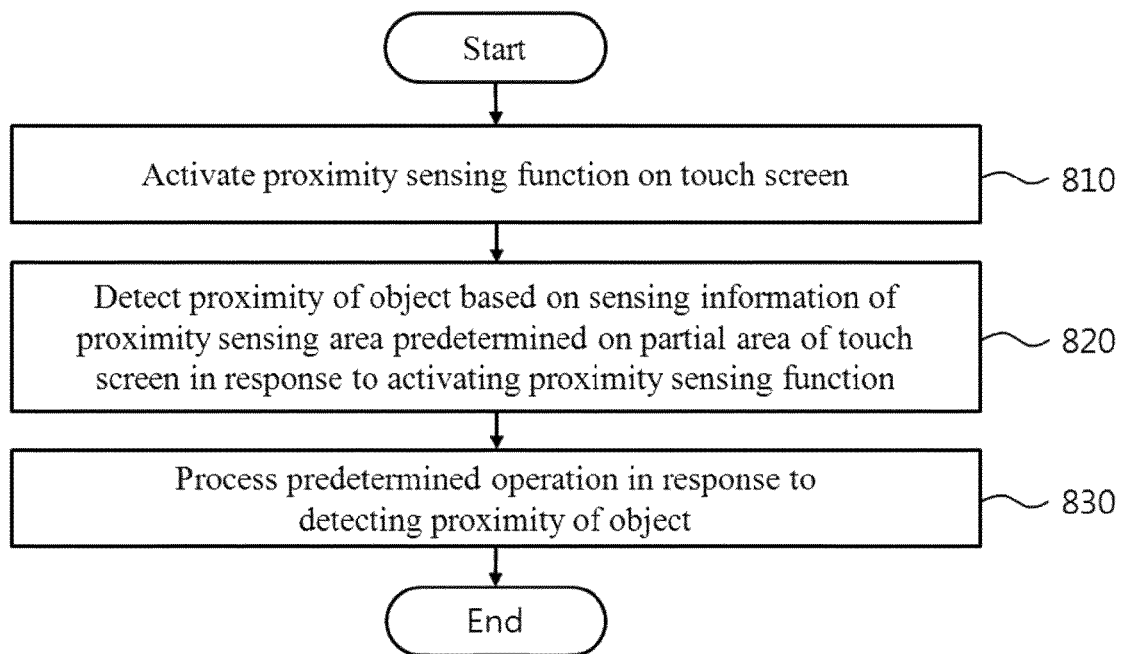 Start
Activate proximity sensing function on touch screen
810
Detect proximity of object based on sensing information of
proximity sensing area predetermined on partial area of touch
screen in response to activating proximity sensing function
820
Process predetermined operation in response to
detecting proximity of object
830
End